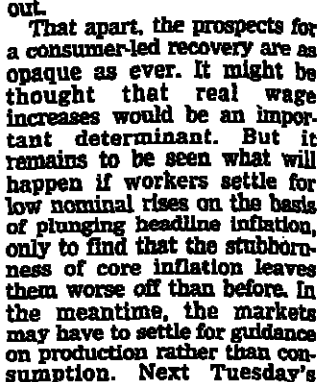 out.
That apart, the prospects for
a consumer-led recovery are as
opaque as ever. It might be
thought that real wage
increases would be an impor-
tant determinant. But it
remains to be seen what will
happen if workers settle for
low nominal rises on the basis
of plunging headline inflation,
only to find that the stubborn-
ness of core inflation leaves
them worse off than before. In
the meantime, the markets
may have to settle for guidance
on production rather than con-
sumption. Next Tuesday's